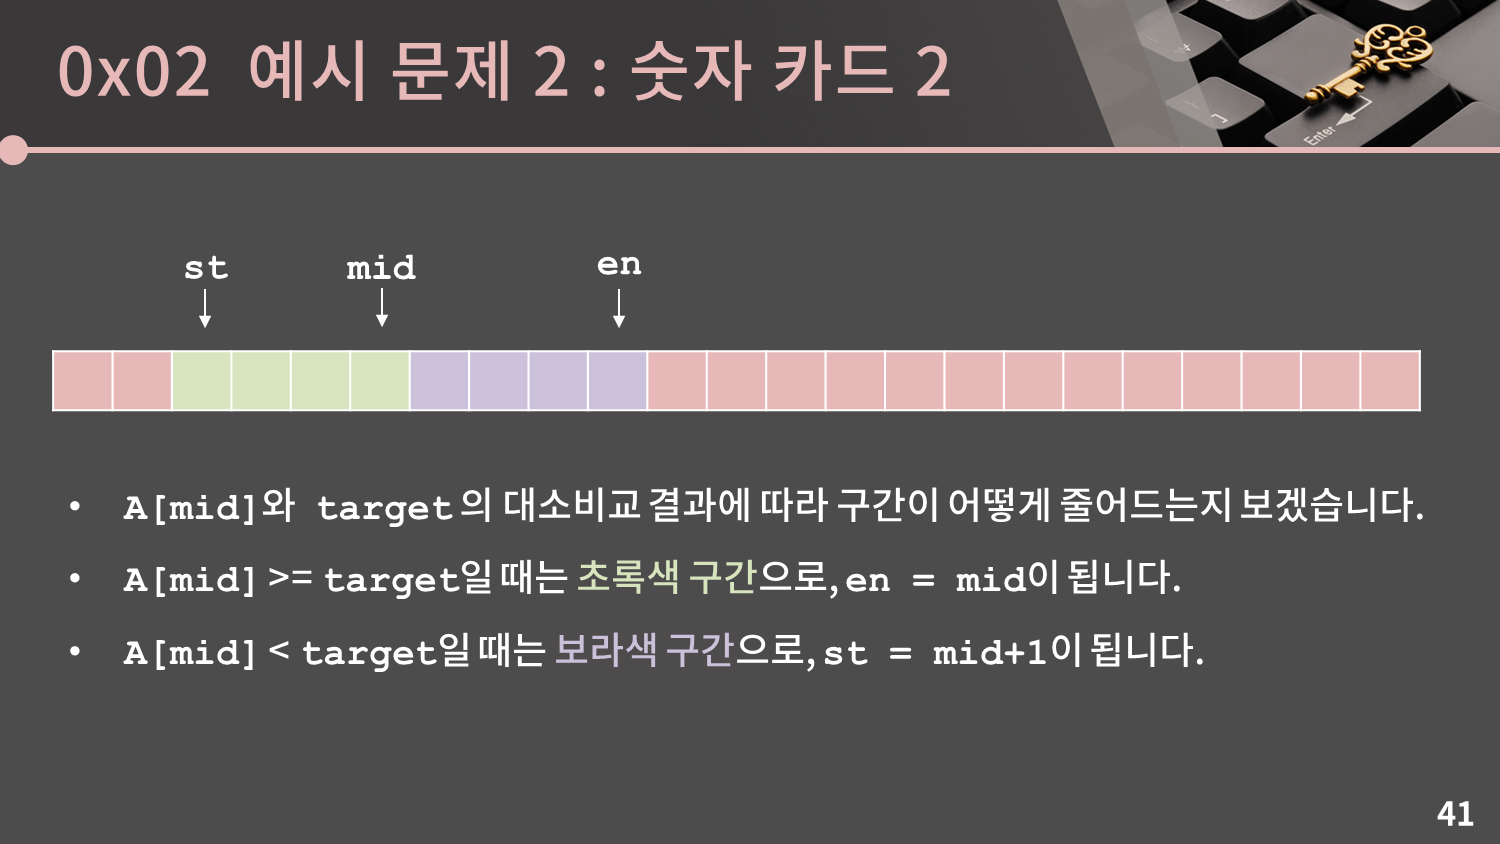 0x02 예시 문제 2 : 숫자 카드 2
Enter
st mid en
• A[mid]와 target의 대소비교 결과에 따라 구간이 어떻게 줄어드는지 보겠습니다.
• A[mid] >= target일 때는 초록색 구간으로, en = mid이 됩니다.
• A[mid] < target일 때는 보라색 구간으로, st = mid+1이 됩니다.
41